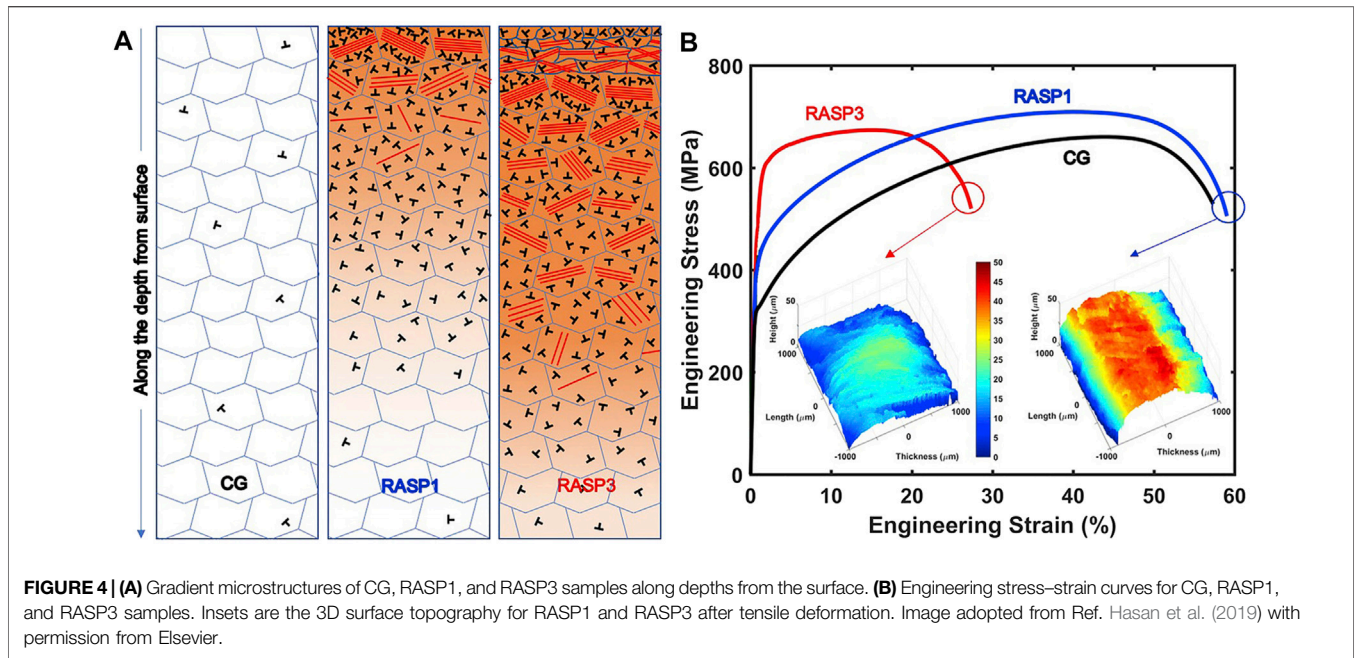 A
Along the depth from surface
CG
RASP1
RASP3
B
800
600
400
200
0
Engineering Stress (MPa)
0
10
20
30
40
50
60
Engineering Strain (%)
RASP3
RASP1
CG
Height (μm)
50
0
1000
Length (μm)
0
-1000
Thickness (μm)
0
1000
50
45
40
35
30
25
20
15
10
5
0
Height (μm)
50
0
1000
Length (μm)
0
-1000
Thickness (μm)
0
1000
FIGURE 4 | (A) Gradient microstructures of CG, RASP1, and RASP3 samples along depths from the surface. (B) Engineering stress–strain curves for CG, RASP1,
and RASP3 samples. Insets are the 3D surface topography for RASP1 and RASP3 after tensile deformation. Image adopted from Ref. Hasan et al. (2019) with
permission from Elsevier.